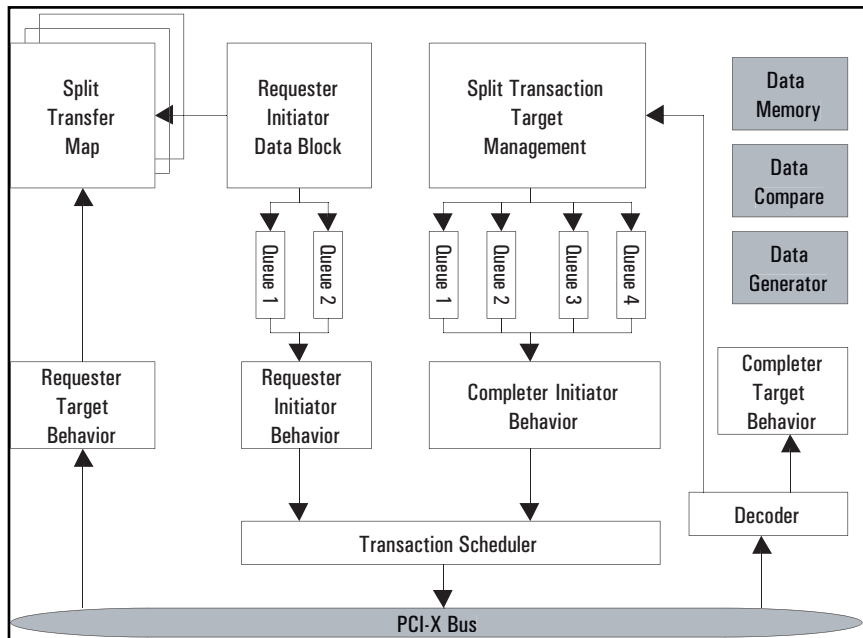 Split
Transfer
Map
Requester
Initiator
Data Block
Split Transaction
Target
Management
Data
Memory
Data
Compare
Data
Generator
Queue 1
Queue 2
Queue 1
Queue 2
Queue 3
Queue 4
Requester
Target
Behavior
Requester
Initiator
Behavior
Completer Initiator
Behavior
Completer
Target
Behavior
Decoder
Transaction Scheduler
PCI-X Bus